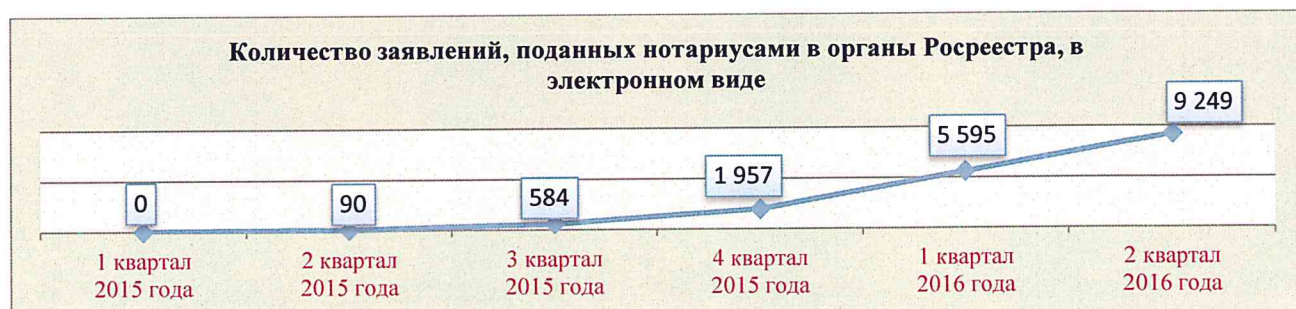 Количество заявлений, поданных нотариусами в органы Росреестра, в
электронном виде
9 249
5 595
1 957
584
90
0
1 квартал 2 квартал 3 квартал 4 квартал 1 квартал 2 квартал
2015 года 2015 года 2015 года 2015 года 2016 года 2016 года